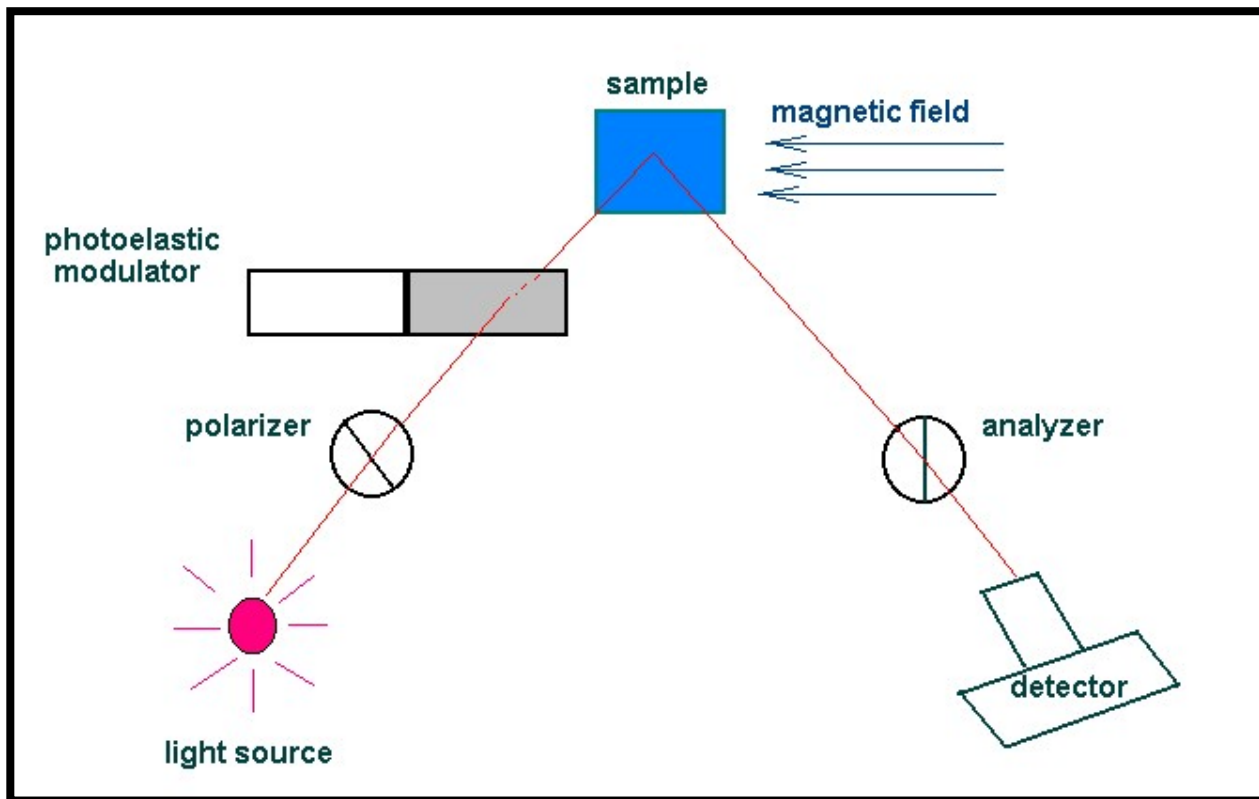 sample
magnetic field
photoelastic
modulator
polarizer
analyzer
detector
light source